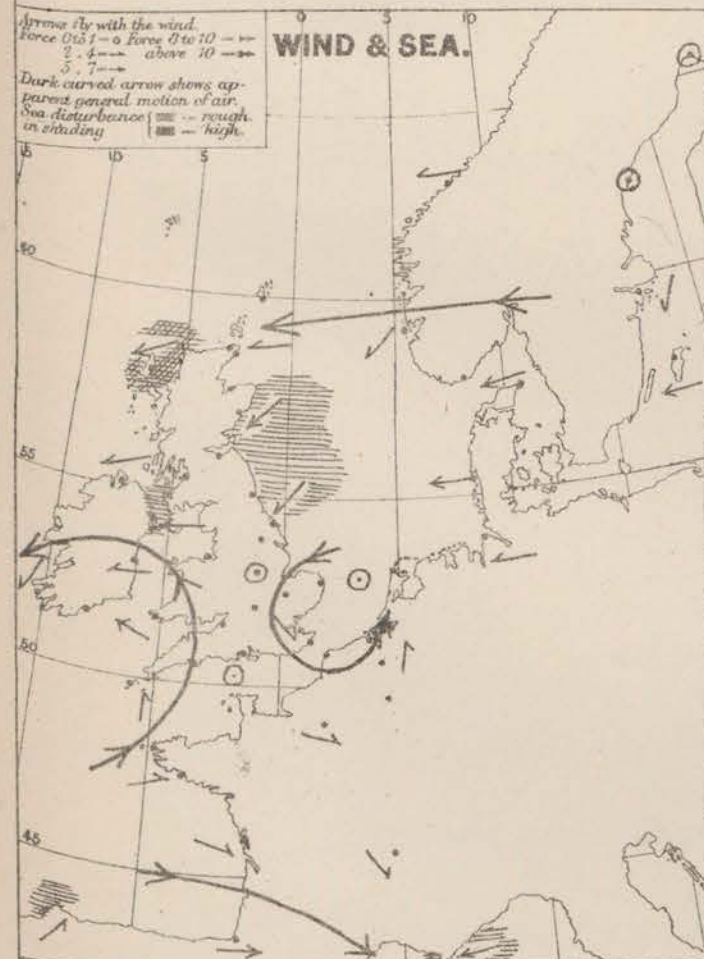 0 5 10
WIND & SEA.
Arrows fly with the wind.
Force 0 to 1 — o Force 8 to 10 —
2 . 4 — above 10 —
5 . 7 —
Dark curved arrow shows ap-
parent general motion of air.
Sea disturbance - - rough.
in shading — high.
15 10 5
60
55
50
45